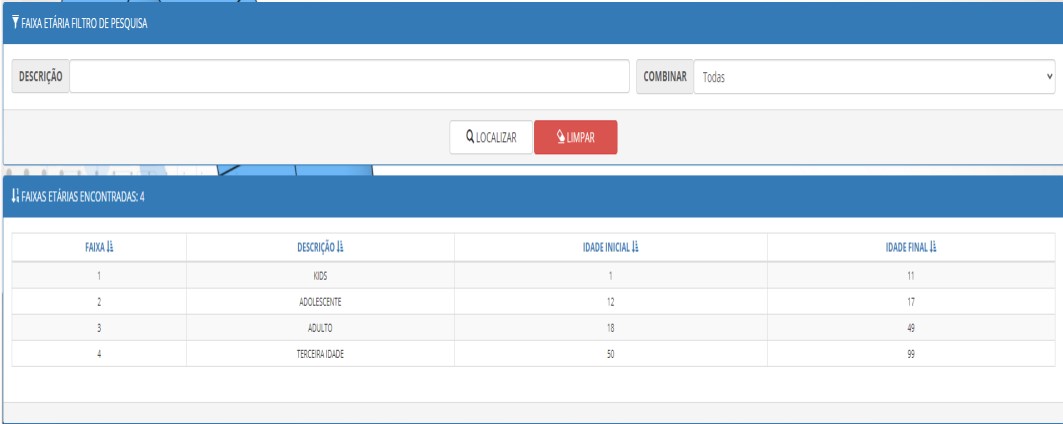 FAIXA ETÁRIA FILTRO DE PESQUISA
DESCRIÇÃO COMBINAR Todas
LOCALIZAR LIMPAR
FAIXAS ETÁRIAS ENCONTRADAS: 4
FAIXA DESCRIÇÃO IDADE INICIAL IDADE FINAL
1 KIDS 1 11
2 ADOLESCENTE 12 17
3 ADULTO 18 49
4 TERCEIRA IDADE 50 99